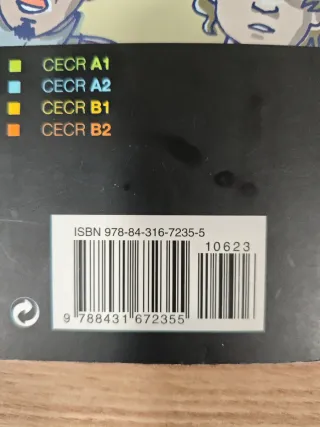 CECR A1
CECR A2
CECR B1
CECR B2
ISBN 978-84-316-7235-5
10623
9 788431 672355